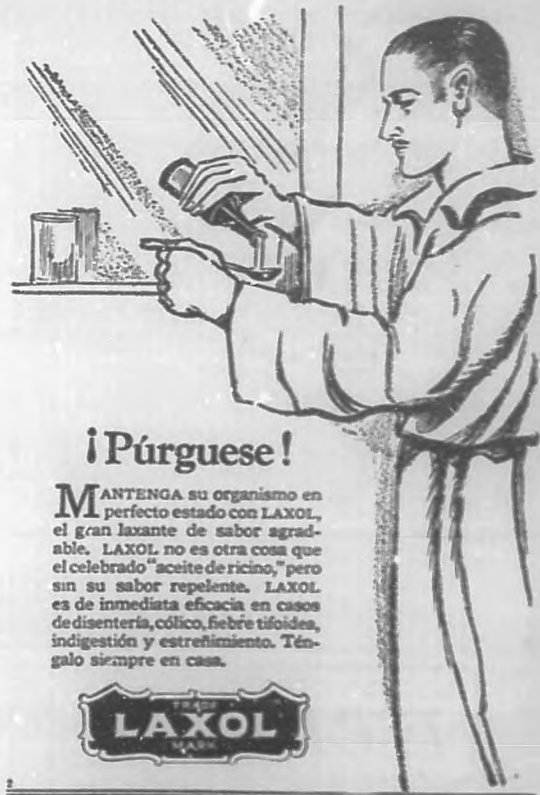 ¡Púrguese!
MANTENGA su organismo en
perfecto estado con LAXOL,
el gran laxante de sabor agrad-
able. LAXOL no es otra cosa que
el celebrado "aceite de ricino," pero
sin su sabor repelente. LAXOL
es de inmediata eficacia en casos
de disentería, cólico, fiebre tifoidea,
indigestión y estreñimiento. Tén-
galo siempre en casa.
TRADE
LAXOL
MARK
2